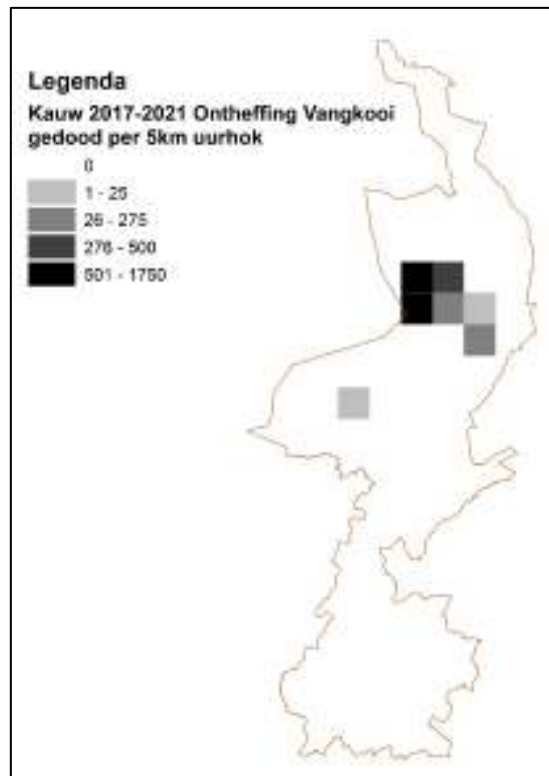 Legenda
Kauw 2017-2021 Ontheffing Vangkooi
gedood per 5km uurhok
0
1 - 25
26 - 275
276 - 500
501 - 1750